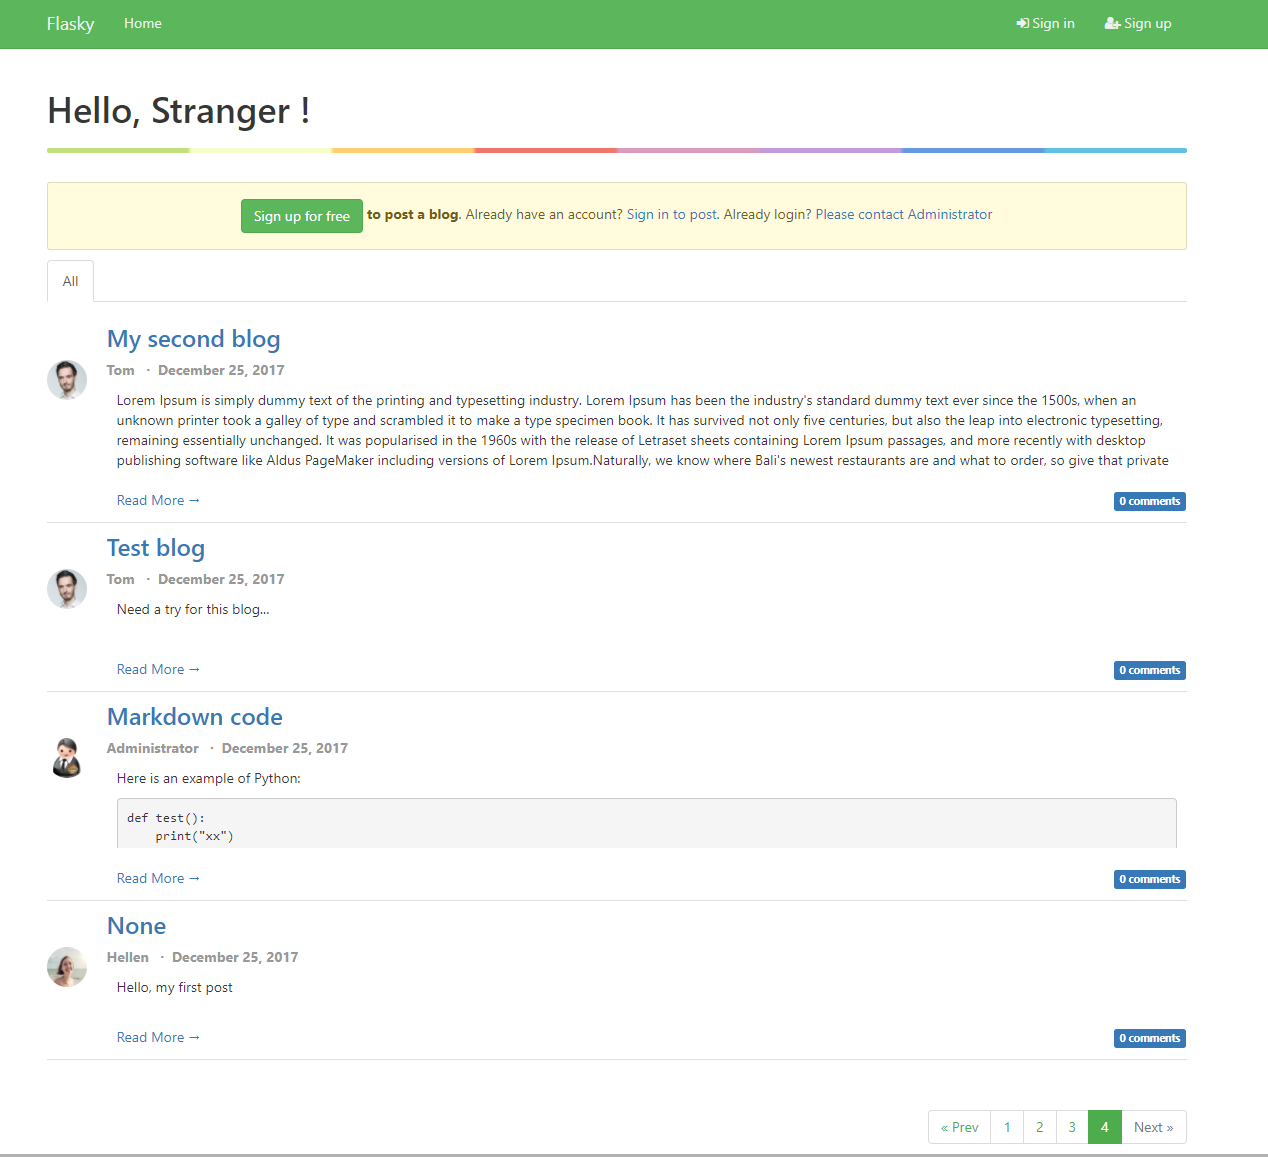 Flasky Home Sign in Sign up
Hello, Stranger !
Sign up for free to post a blog. Already have an account? Sign in to post. Already login? Please contact Administrator
All
My second blog
Tom · December 25, 2017
Lorem Ipsum is simply dummy text of the printing and typesetting industry. Lorem Ipsum has been the industry's standard dummy text ever since the 1500s, when an
unknown printer took a galley of type and scrambled it to make a type specimen book. It has survived not only five centuries, but also the leap into electronic typesetting,
remaining essentially unchanged. It was popularised in the 1960s with the release of Letraset sheets containing Lorem Ipsum passages, and more recently with desktop
publishing software like Aldus PageMaker including versions of Lorem Ipsum.Naturally, we know where Bali's newest restaurants are and what to order, so give that private
Read More → 0 comments
Test blog
Tom · December 25, 2017
Need a try for this blog...
Read More → 0 comments
Markdown code
Administrator · December 25, 2017
Here is an example of Python:
def test():
    print("xx")
Read More → 0 comments
None
Hellen · December 25, 2017
Hello, my first post
Read More → 0 comments
« Prev 1 2 3 4 Next »